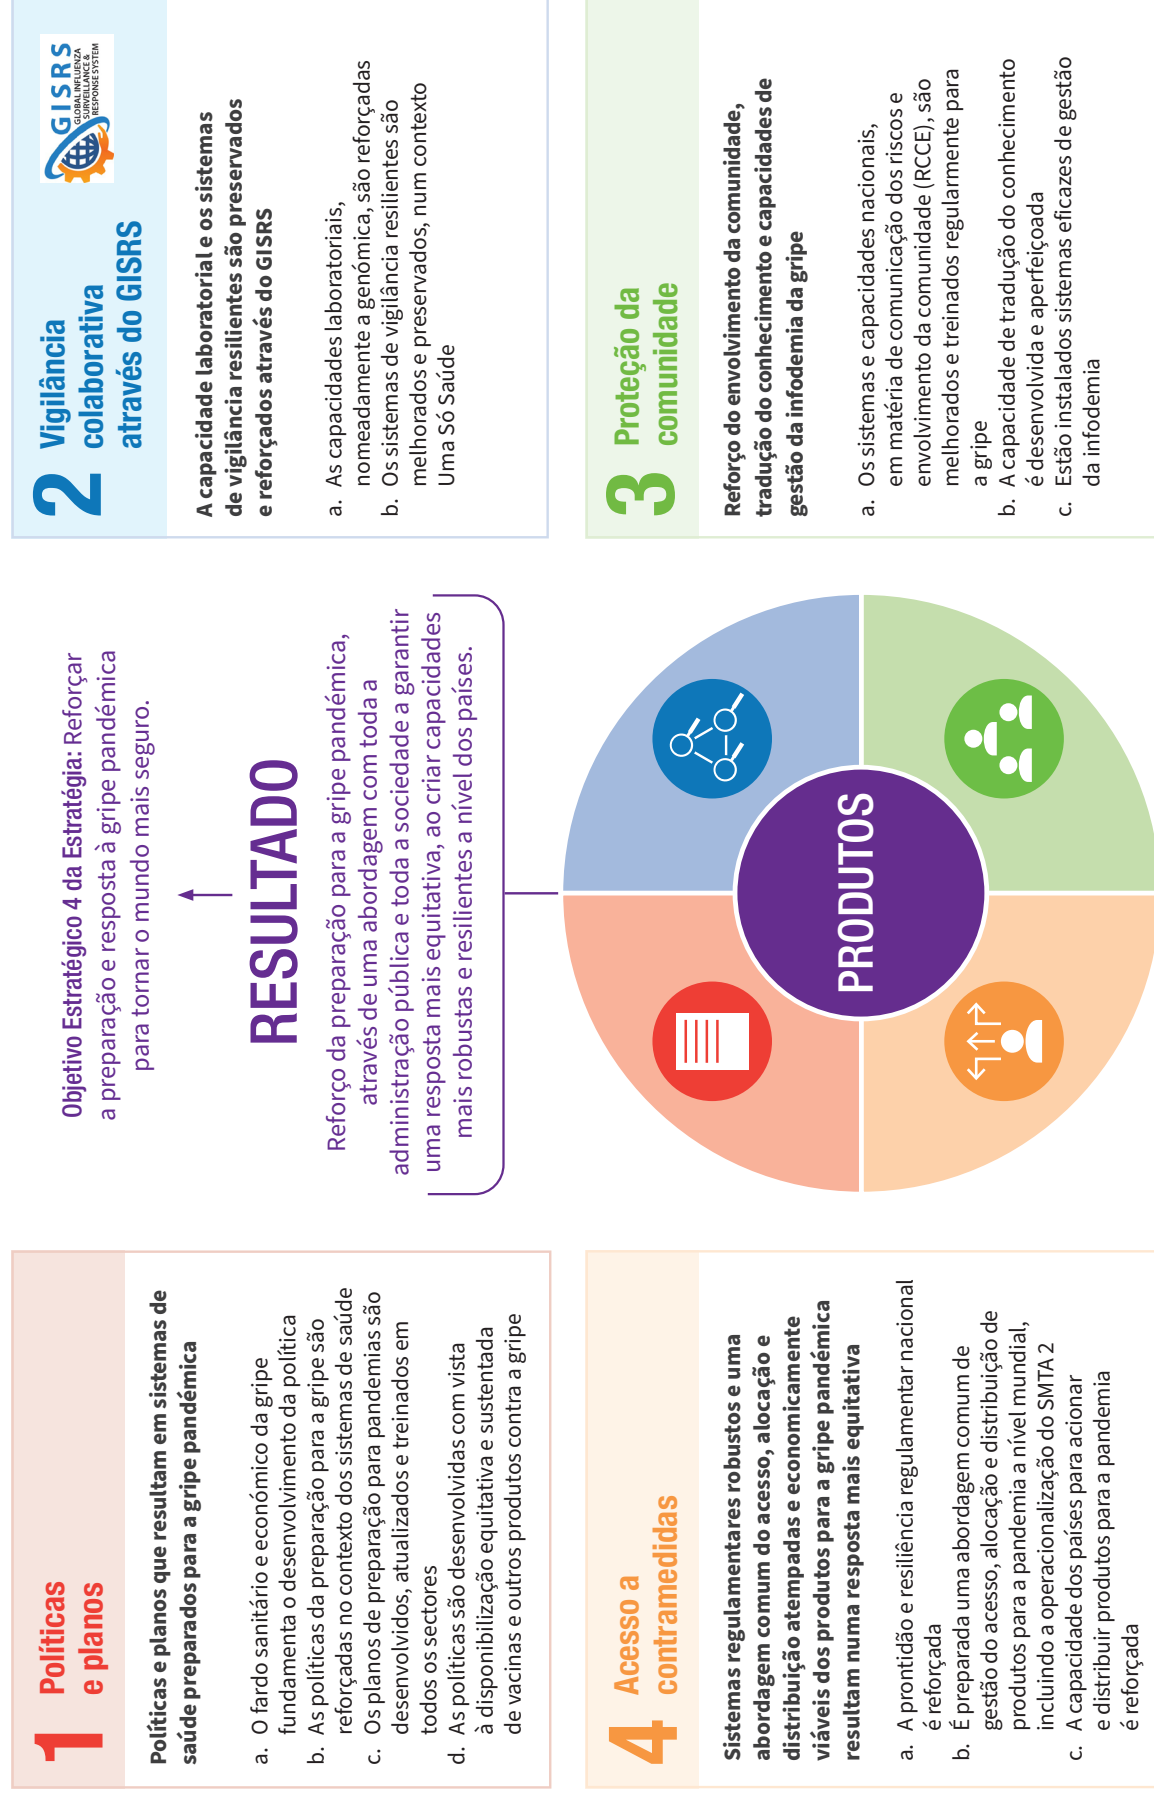 1
Políticas
e planos
Políticas e planos que resultam em sistemas de
saúde preparados para a gripe pandémica
a. O fardo sanitário e económico da gripe
fundamenta o desenvolvimento da política
b. As políticas da preparação para a gripe são
reforçadas no contexto dos sistemas de saúde
c. Os planos de preparação para pandemias são
desenvolvidos, atualizados e treinados em
todos os sectores
d. As políticas são desenvolvidas com vista
à disponibilização equitativa e sustentada
de vacinas e outros produtos contra a gripe
Objetivo Estratégico 4 da Estratégia: Reforçar
a preparação e resposta à gripe pandémica
para tornar o mundo mais seguro.
RESULTADO
Reforço da preparação para a gripe pandémica,
através de uma abordagem com toda a
administração pública e toda a sociedade a garantir
uma resposta mais equitativa, ao criar capacidades
mais robustas e resilientes a nível dos países.
2
Vigilância
colaborativa
através do GISRS
GISRS
GLOBAL INFLUENZA
SURVEILLANCE &
RESPONSE SYSTEM
A capacidade laboratorial e os sistemas
de vigilância resilientes são preservados
e reforçados através do GISRS
a. As capacidades laboratoriais,
nomeadamente a genómica, são reforçadas
b. Os sistemas de vigilância resilientes são
melhorados e preservados, num contexto
Uma Só Saúde
4
Acesso a
contramedidas
Sistemas regulamentares robustos e uma
abordagem comum do acesso, alocação e
distribuição atempadas e economicamente
viáveis dos produtos para a gripe pandémica
resultam numa resposta mais equitativa
a. A prontidão e resiliência regulamentar nacional
é reforçada
b. É preparada uma abordagem comum de
gestão do acesso, alocação e distribuição de
produtos para a pandemia a nível mundial,
incluindo a operacionalização do SMTA 2
c. A capacidade dos países para acionar
e distribuir produtos para a pandemia
é reforçada
PRODUTOS
3
Proteção da
comunidade
Reforço do envolvimento da comunidade,
tradução do conhecimento e capacidades de
gestão da infodemia da gripe
a. Os sistemas e capacidades nacionais,
em matéria de comunicação dos riscos e
envolvimento da comunidade (RCCE), são
melhorados e treinados regularmente para
a gripe
b. A capacidade de tradução do conhecimento
é desenvolvida e aperfeiçoada
c. Estão instalados sistemas eficazes de gestão
da infodemia